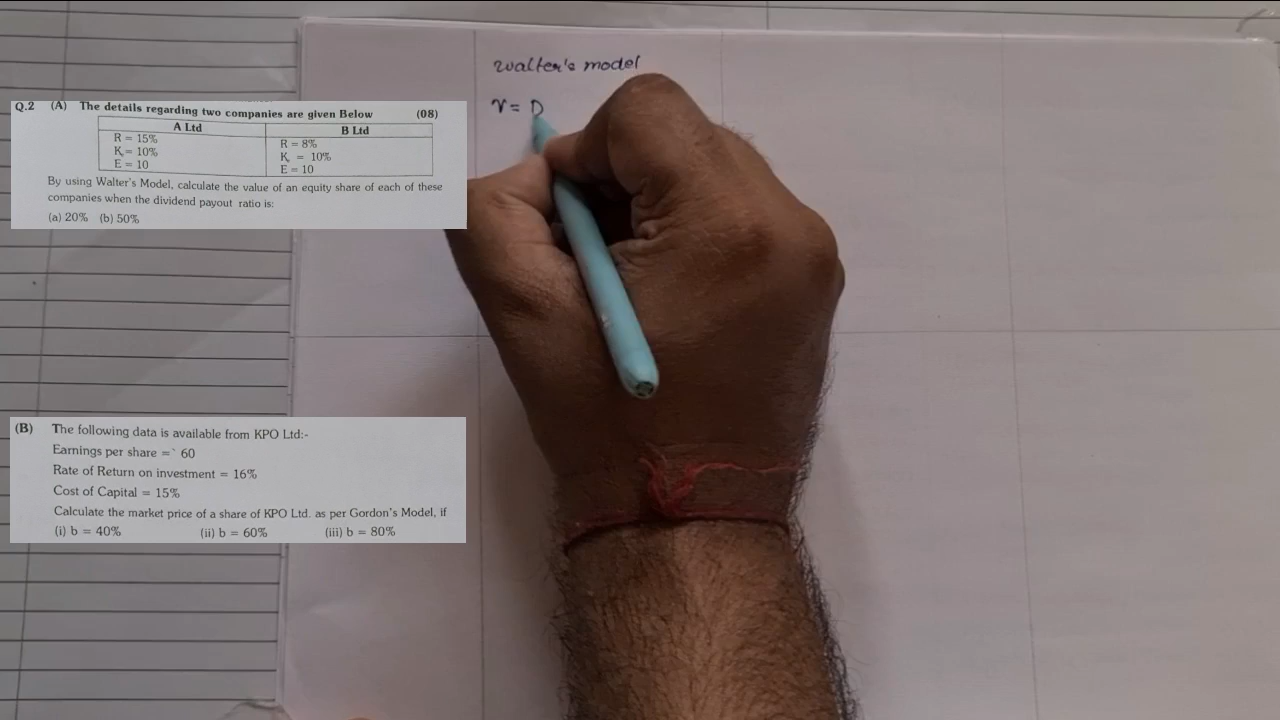 walter's model
V = D
Q.2 (A) The details regarding two companies are given Below (08)
A Ltd B Ltd
R = 15% R = 8%
K = 10% K = 10%
E = 10 E = 10
By using Walter's Model, calculate the value of an equity share of each of these
companies when the dividend payout ratio is:
(a) 20% (b) 50%
(B) The following data is available from KPO Ltd:-
Earnings per share = ` 60
Rate of Return on investment = 16%
Cost of Capital = 15%
Calculate the market price of a share of KPO Ltd. as per Gordon's Model, if
(i) b = 40% (ii) b = 60% (iii) b = 80%